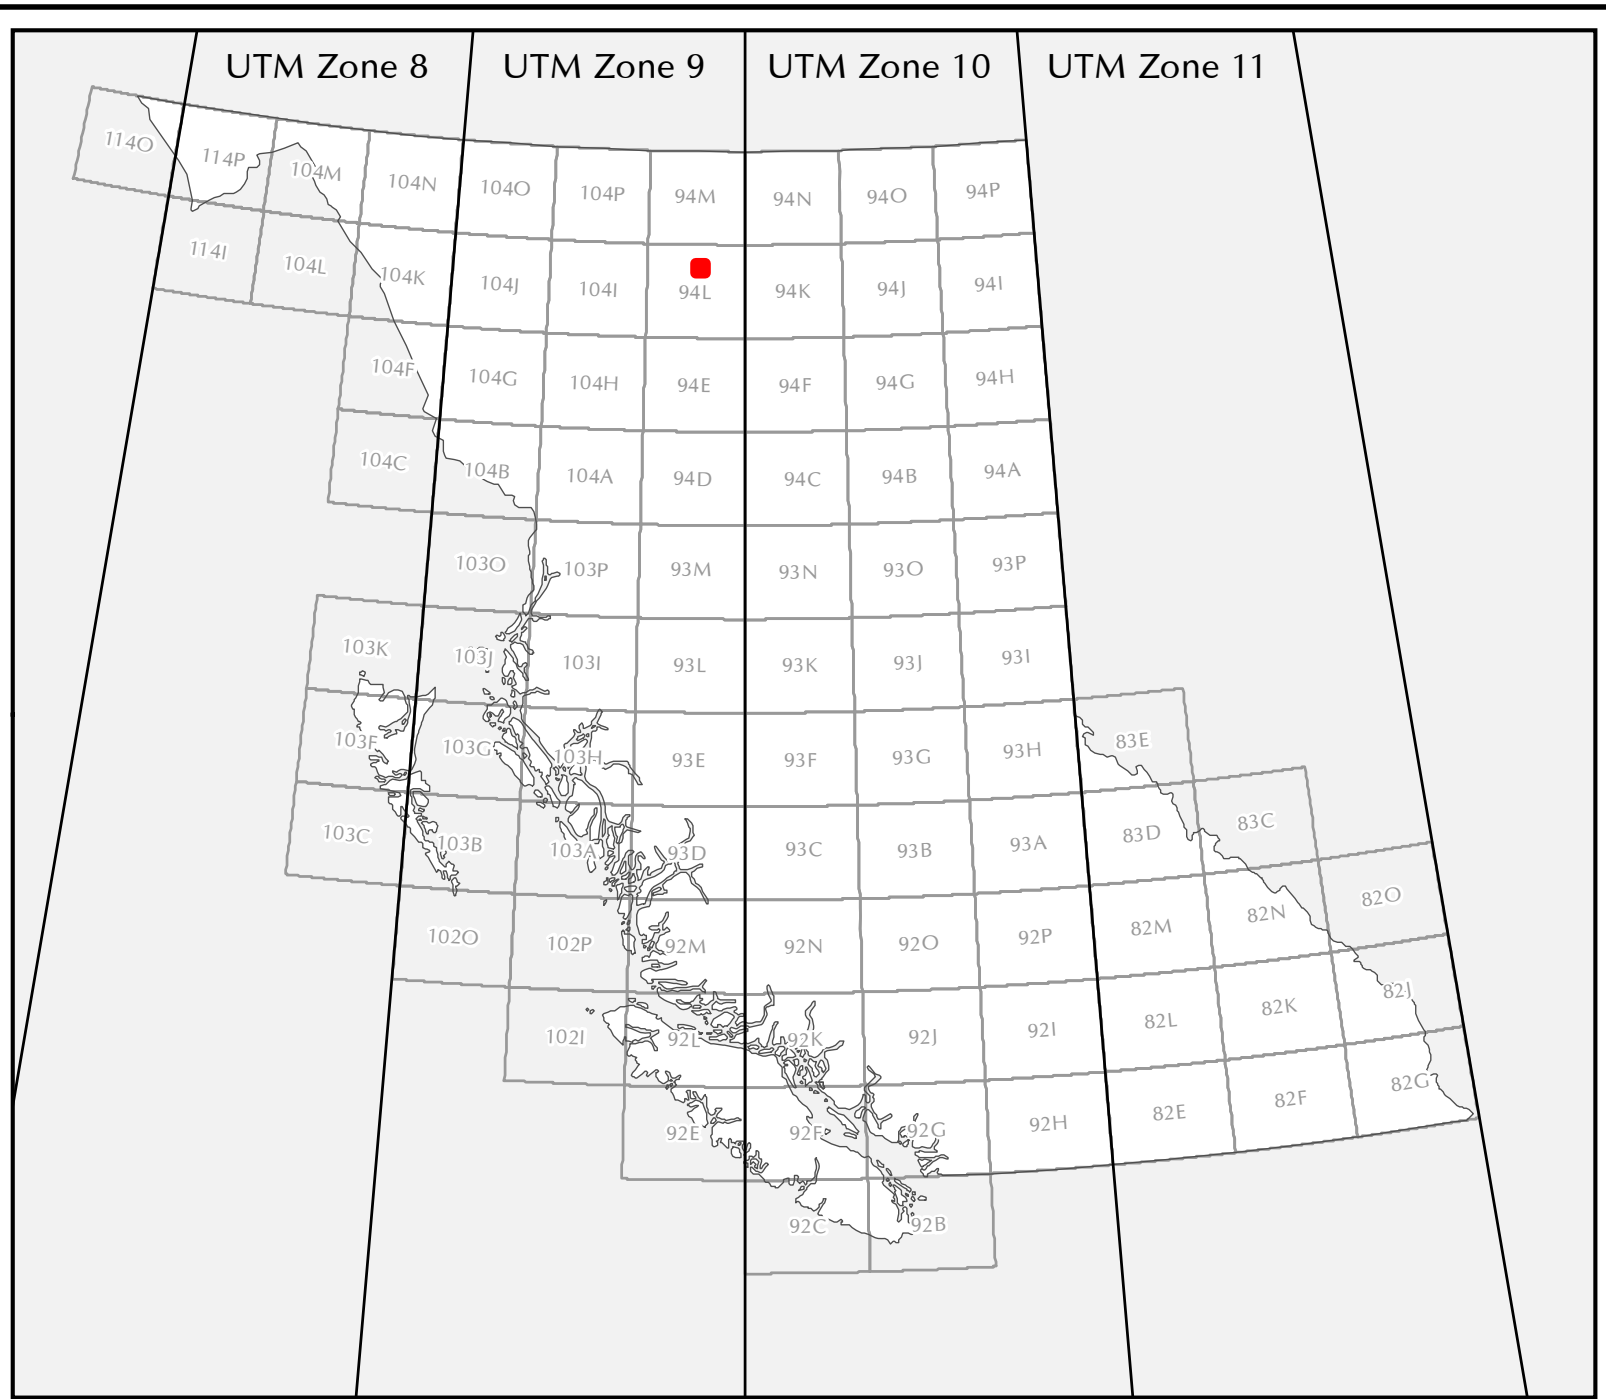 UTM Zone 8 UTM Zone 9 UTM Zone 10 UTM Zone 11
114O 114P 104M 104N 104O 104P 94M 94N 94O 94P
114I 104L 104K 104J 104I 94L 94K 94J 94I
104F 104G 104H 94E 94F 94G 94H
104C 104B 104A 94D 94C 94B 94A
103O 103P 93M 93N 93O 93P
103K 103J 103I 93L 93K 93J 93I
103F 103G 103H 93E 93F 93G 93H 83E
103C 103B 103A 93D 93C 93B 93A 83D 83C
102O 102P 92M 92N 92O 92P 82M 82N 82O
102I 92L 92K 92J 92I 82L 82K 82J
92E 92F 92G 92H 82E 82F 82G
92C 92B